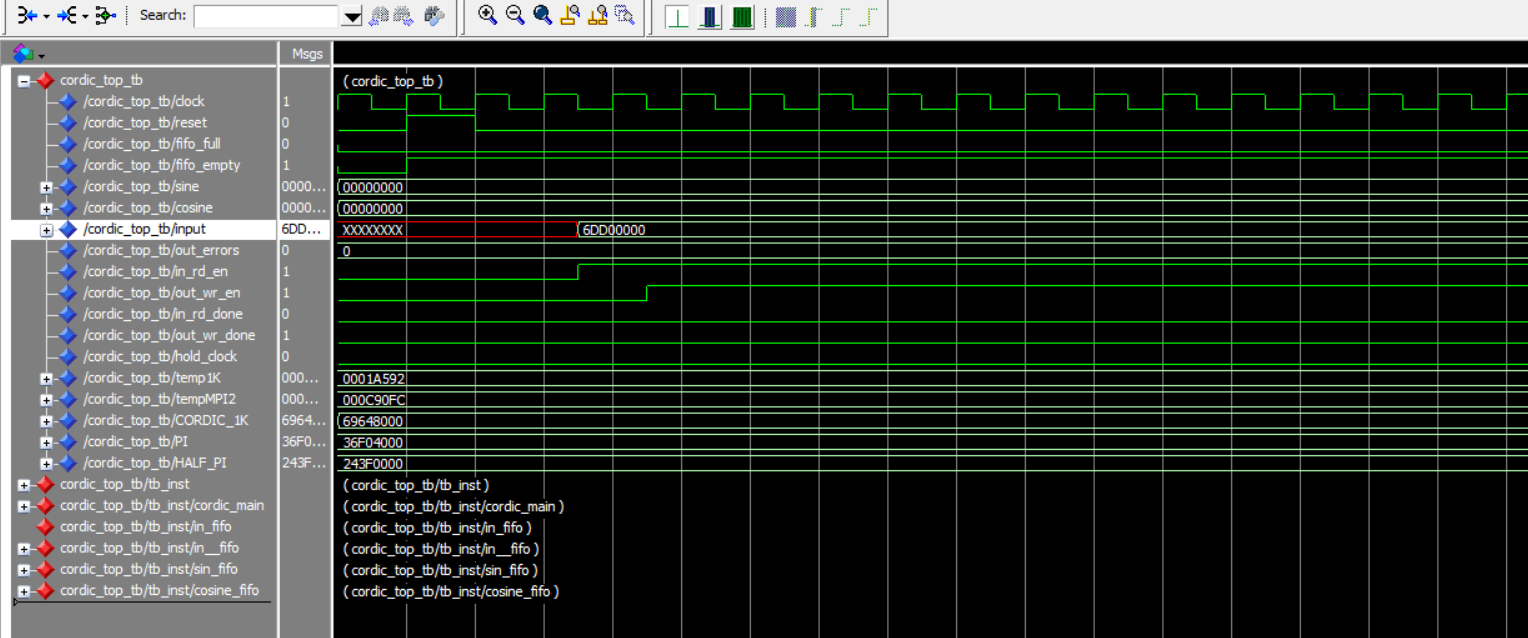 Search:
Msgs
cordic_top_tb ( cordic_top_tb )
/cordic_top_tb/clock 1
/cordic_top_tb/reset 0
/cordic_top_tb/fifo_full 0
/cordic_top_tb/fifo_empty 1
/cordic_top_tb/sine 0000... 00000000
/cordic_top_tb/cosine 0000... 00000000
/cordic_top_tb/input 6DD... XXXXXXXX 6DD00000
/cordic_top_tb/out_errors 0 0
/cordic_top_tb/in_rd_en 1
/cordic_top_tb/out_wr_en 1
/cordic_top_tb/in_rd_done 0
/cordic_top_tb/out_wr_done 1
/cordic_top_tb/hold_clock 0
/cordic_top_tb/temp1K 000... 0001A592
/cordic_top_tb/tempMPI2 000... 000C90FC
/cordic_top_tb/CORDIC_1K 6964... 69648000
/cordic_top_tb/PI 36F0... 36F04000
/cordic_top_tb/HALF_PI 243F... 243F0000
cordic_top_tb/tb_inst ( cordic_top_tb/tb_inst )
cordic_top_tb/tb_inst/cordic_main ( cordic_top_tb/tb_inst/cordic_main )
cordic_top_tb/tb_inst/in_fifo ( cordic_top_tb/tb_inst/in_fifo )
cordic_top_tb/tb_inst/in__fifo ( cordic_top_tb/tb_inst/in__fifo )
cordic_top_tb/tb_inst/sin_fifo ( cordic_top_tb/tb_inst/sin_fifo )
cordic_top_tb/tb_inst/cosine_fifo ( cordic_top_tb/tb_inst/cosine_fifo )